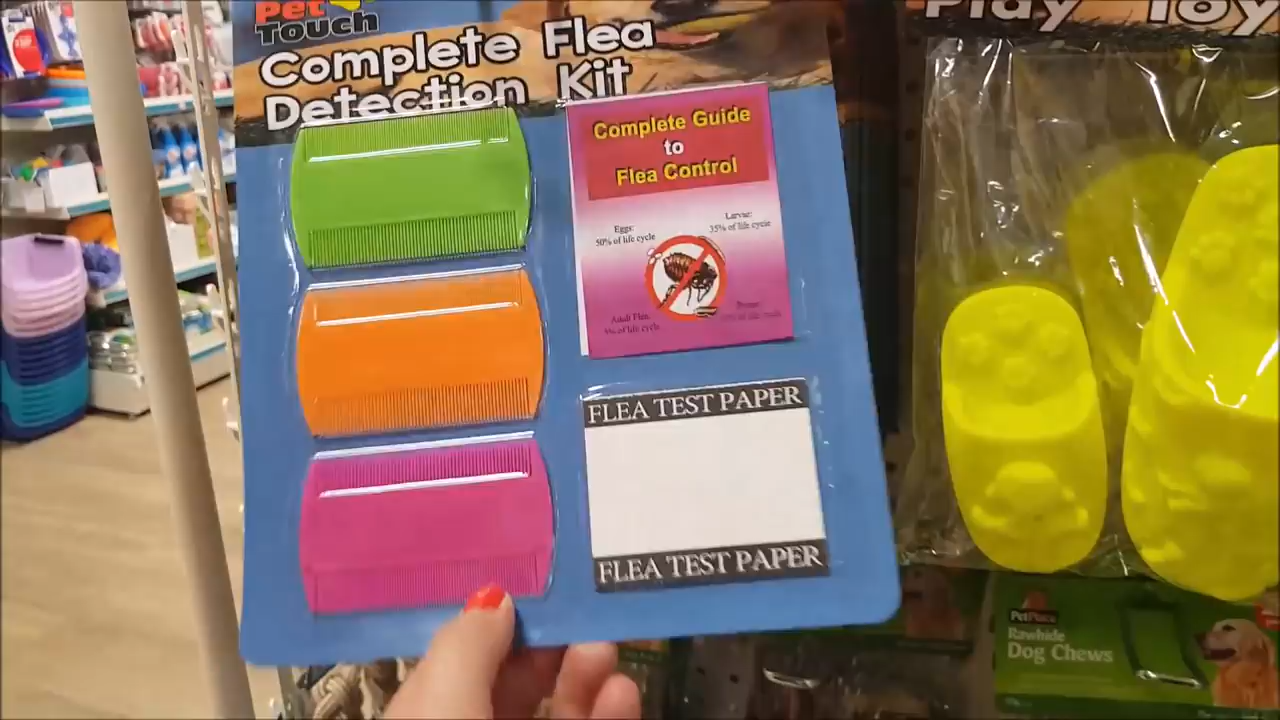 Pet
Touch
Complete Flea
Detection Kit
Complete Guide
to
Flea Control
Eggs:
50% of life cycle
Larvae:
35% of life cycle
Adult Flea:
5% of life cycle
FLEA TEST PAPER
FLEA TEST PAPER
Play Toy
PetPlace
Rawhide
Dog Chews